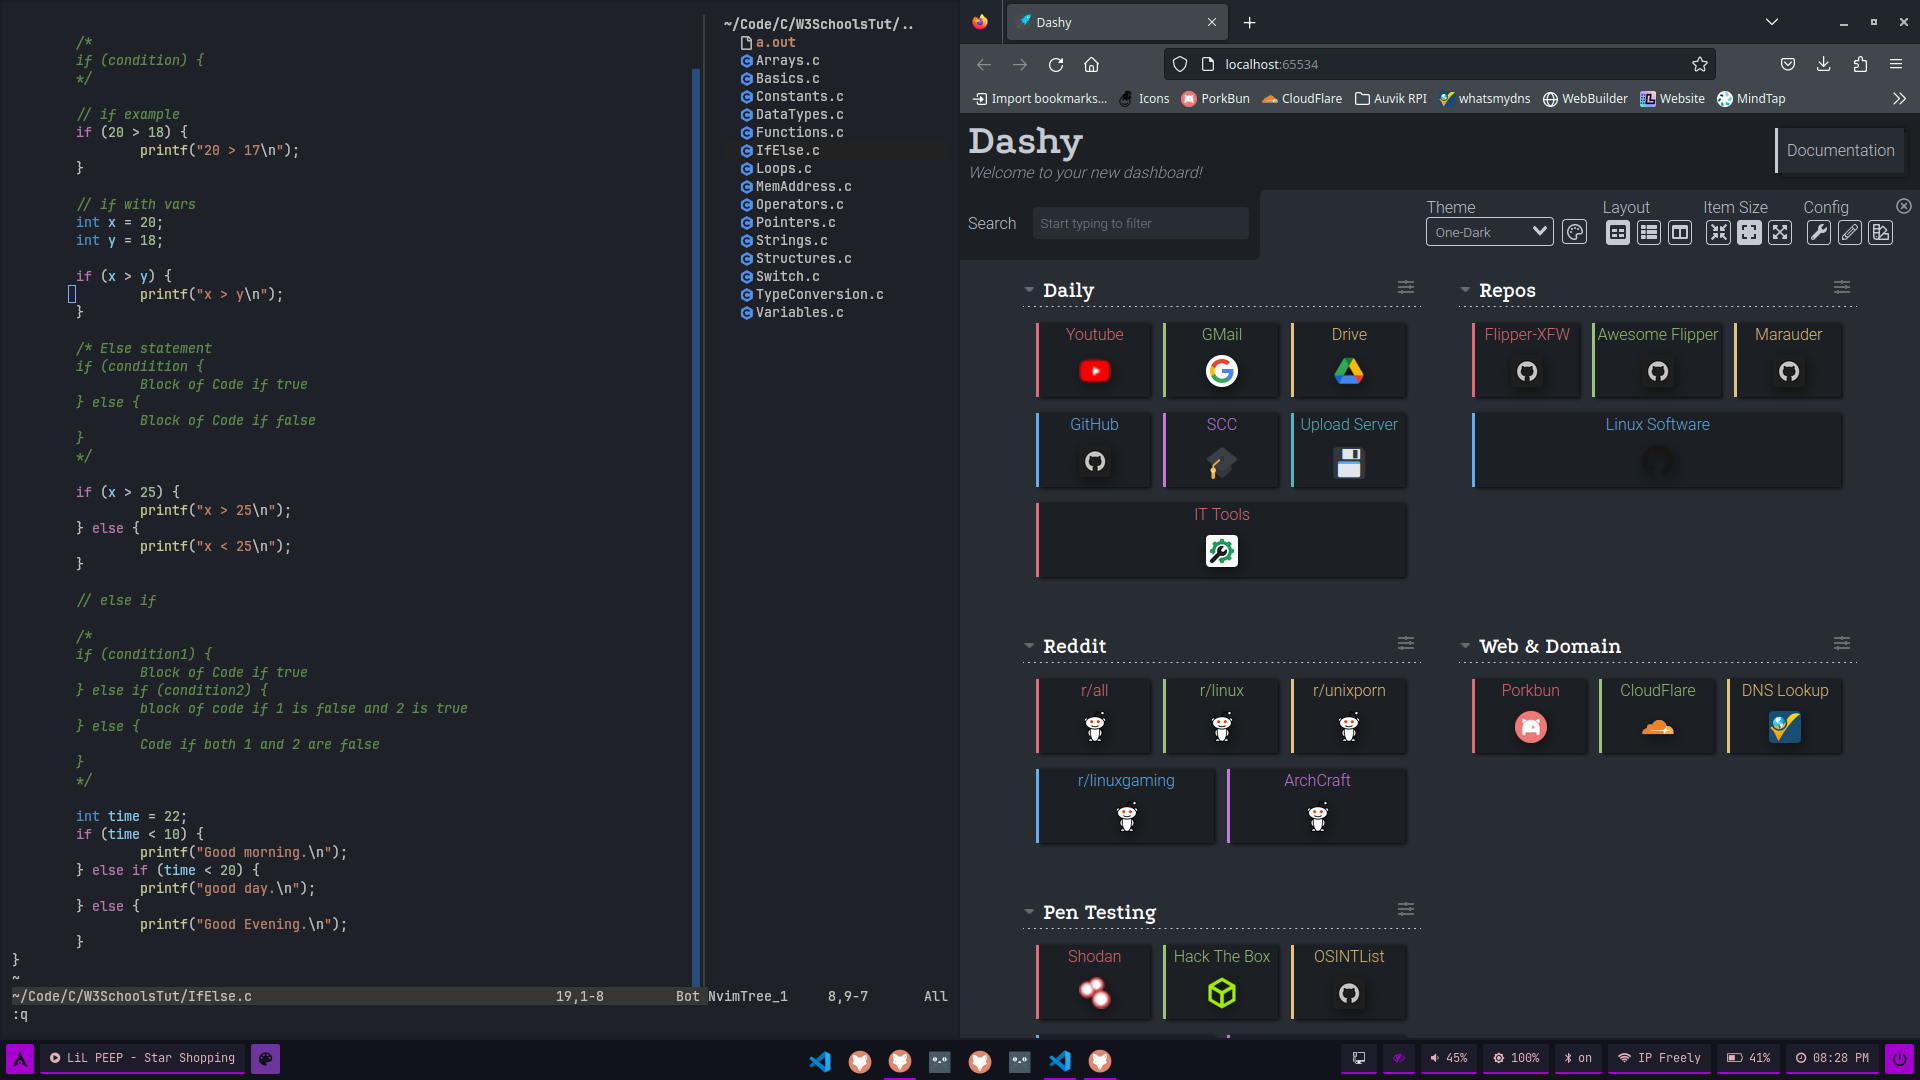 /*
if (condition) {
*/
// if example
if (20 > 18) {
printf("20 > 17\n");
}
// if with vars
int x = 20;
int y = 18;
if (x > y) {
printf("x > y\n");
}
/* Else statement
if (condiition {
Block of Code if true
} else {
Block of Code if false
}
*/
if (x > 25) {
printf("x > 25\n");
} else {
printf("x < 25\n");
}
// else if
/*
if (condition1) {
Block of Code if true
} else if (condition2) {
block of code if 1 is false and 2 is true
} else {
Code if both 1 and 2 are false
}
*/
int time = 22;
if (time < 10) {
printf("Good morning.\n");
} else if (time < 20) {
printf("good day.\n");
} else {
printf("Good Evening.\n");
}
}
~
~/Code/C/W3SchoolsTut/IfElse.c 19,1-8 Bot
:q
~/Code/C/W3SchoolsTut/..
a.out
Arrays.c
Basics.c
Constants.c
DataTypes.c
Functions.c
IfElse.c
Loops.c
MemAddress.c
Operators.c
Pointers.c
Strings.c
Structures.c
Switch.c
TypeConversion.c
Variables.c
NvimTree_1 8,9-7 All
Dashy
localhost:65534
Import bookmarks... Icons PorkBun CloudFlare Auvik RPI whatsmydns WebBuilder Website MindTap
Dashy
Welcome to your new dashboard!
Documentation
Search Start typing to filter
Theme Layout Item Size Config
One-Dark
Daily
Youtube GMail Drive
GitHub SCC Upload Server
IT Tools
Repos
Flipper-XFW Awesome Flipper Marauder
Linux Software
Reddit
r/all r/linux r/unixporn
r/linuxgaming ArchCraft
Web & Domain
Porkbun CloudFlare DNS Lookup
Pen Testing
Shodan Hack The Box OSINTList
LiL PEEP - Star Shopping
45% 100% on IP Freely 41% 08:28 PM